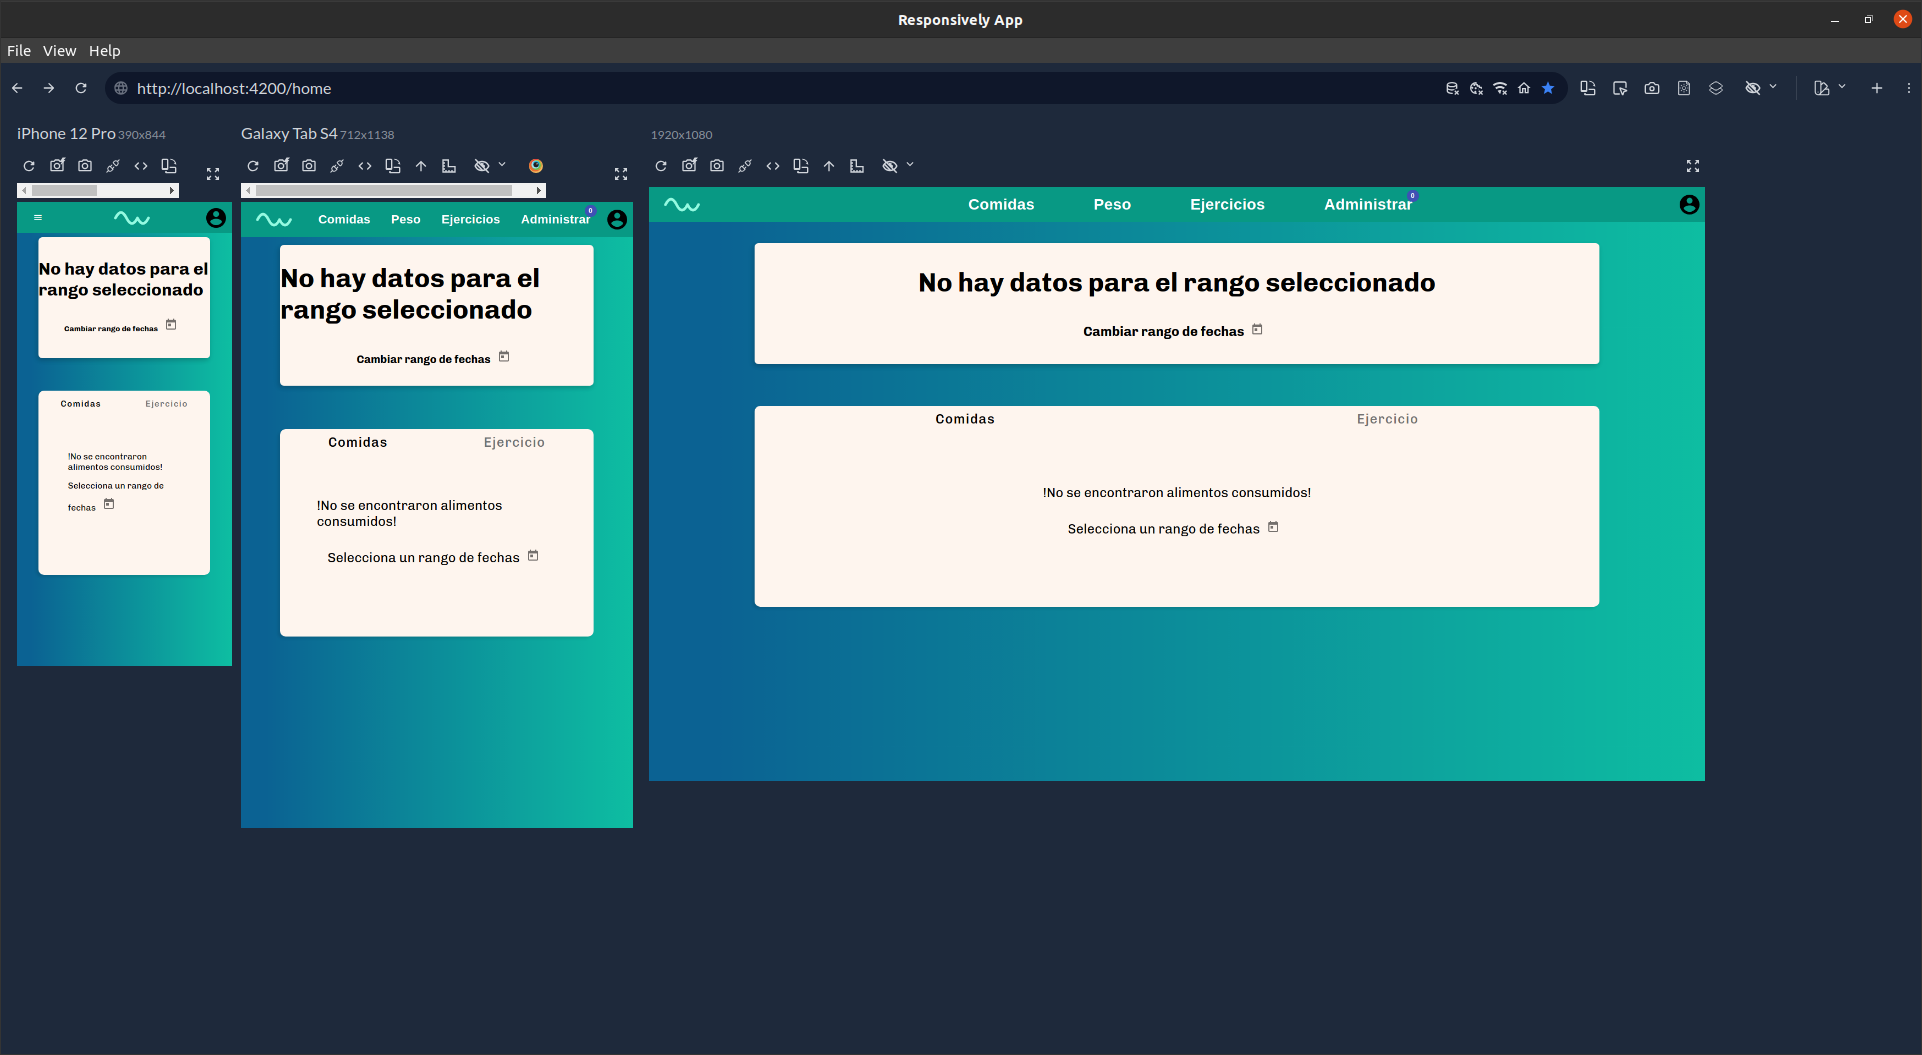 Responsively App
File View Help
http://localhost:4200/home
iPhone 12 Pro 390x844
No hay datos para el
rango seleccionado
Cambiar rango de fechas
Comidas Ejercicio
!No se encontraron
alimentos consumidos!
Selecciona un rango de
fechas
Galaxy Tab S4 712x1138
Comidas Peso Ejercicios Administrar 0
No hay datos para el
rango seleccionado
Cambiar rango de fechas
Comidas Ejercicio
!No se encontraron alimentos
consumidos!
Selecciona un rango de fechas
1920x1080
Comidas Peso Ejercicios Administrar 0
No hay datos para el rango seleccionado
Cambiar rango de fechas
Comidas Ejercicio
!No se encontraron alimentos consumidos!
Selecciona un rango de fechas